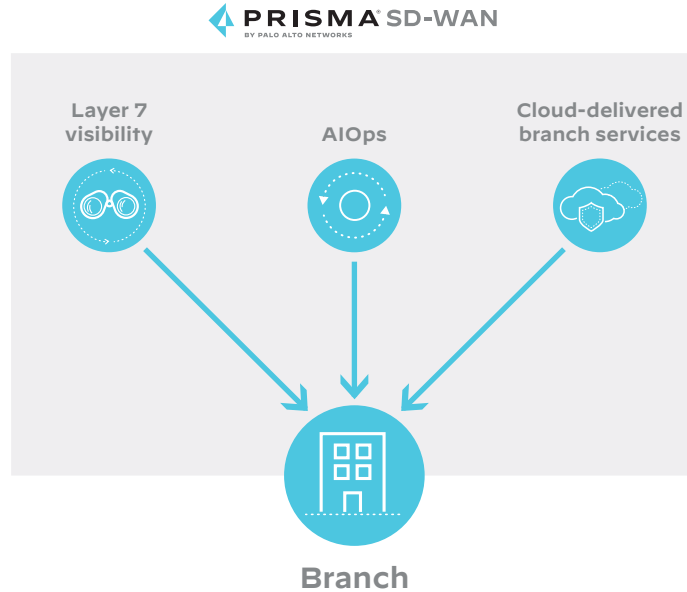 PRISMA® SD-WAN
BY PALO ALTO NETWORKS
Layer 7
visibility
AIOps
Cloud-delivered
branch services
Branch